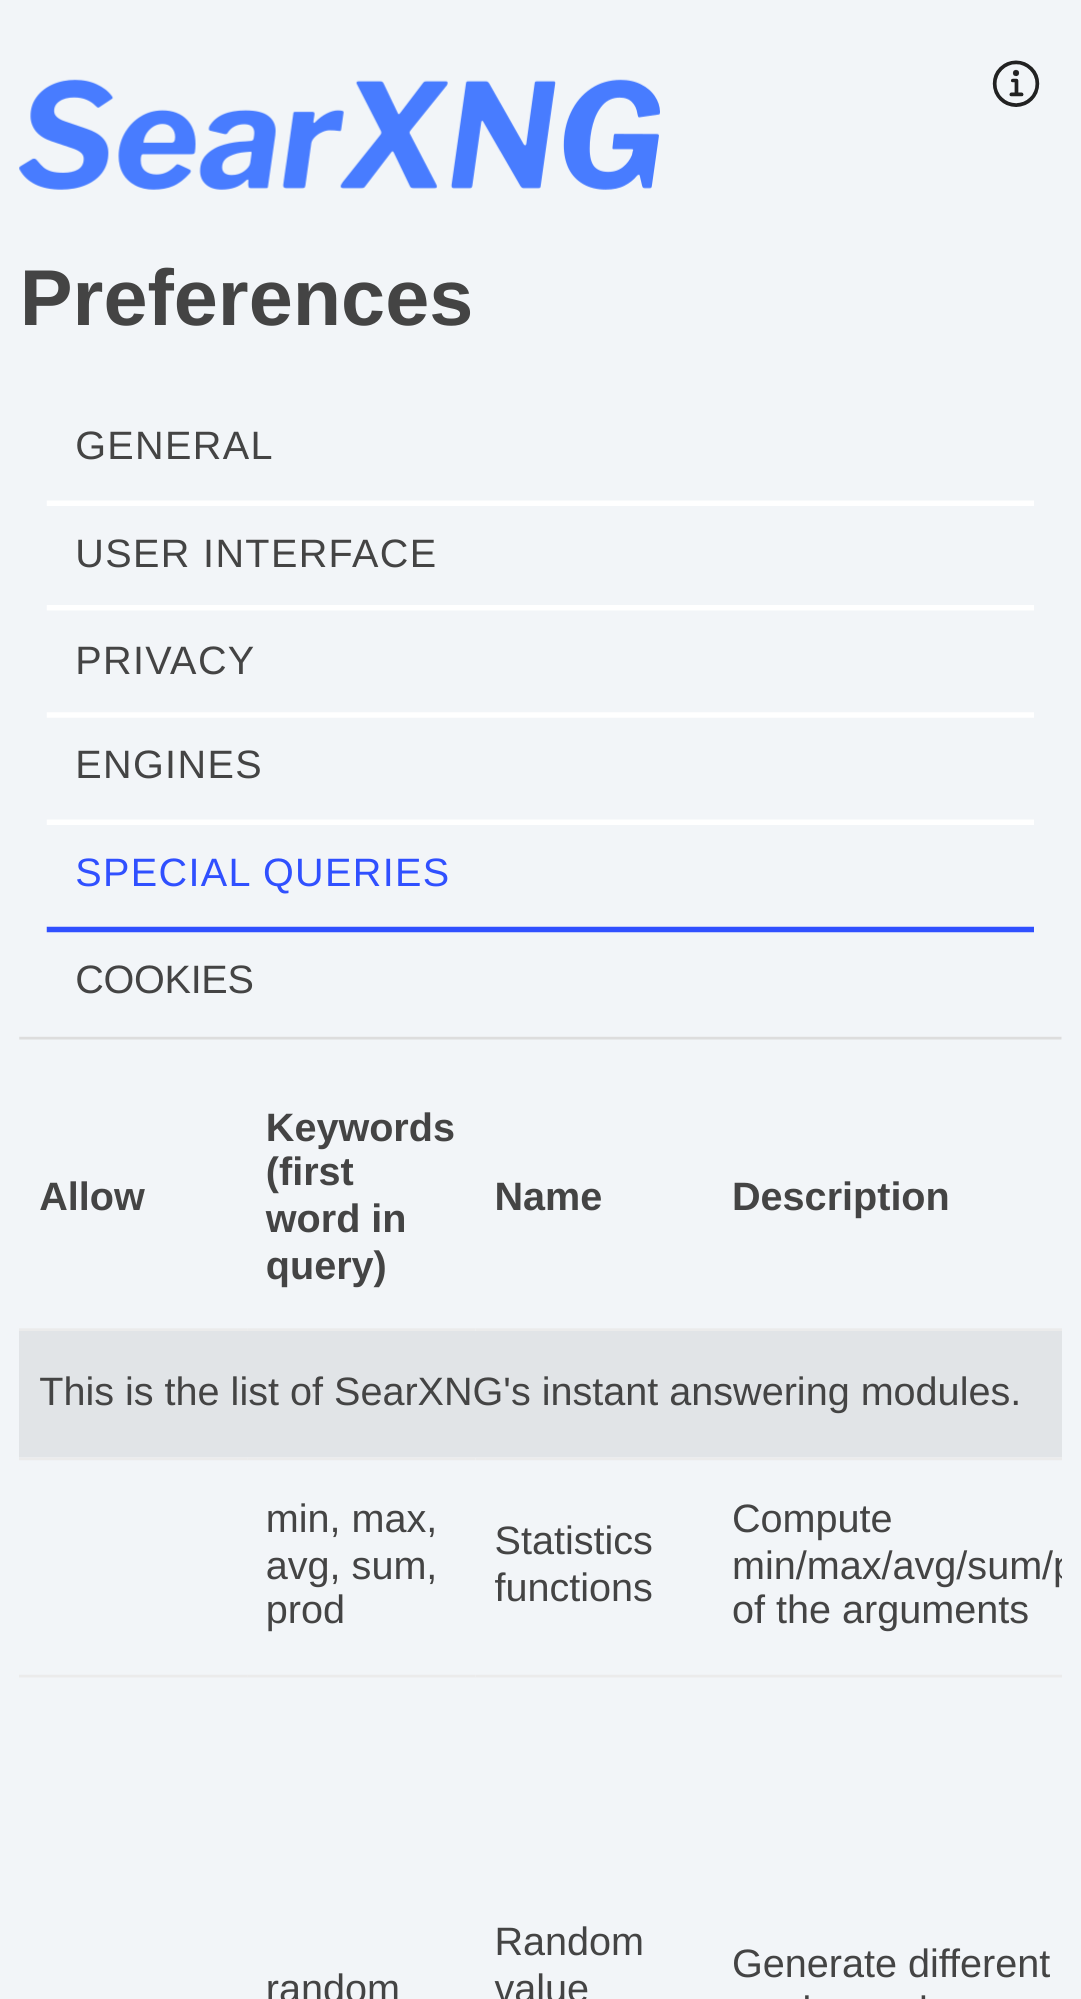 SearXNG
Preferences
GENERAL
USER INTERFACE
PRIVACY
ENGINES
SPECIAL QUERIES
COOKIES
Allow
Keywords
(first
word in
query)
Name
Description
This is the list of SearXNG's instant answering modules.
min, max,
avg, sum,
prod
Statistics
functions
Compute
min/max/avg/sum/
of the arguments
random
Random
value
Generate different